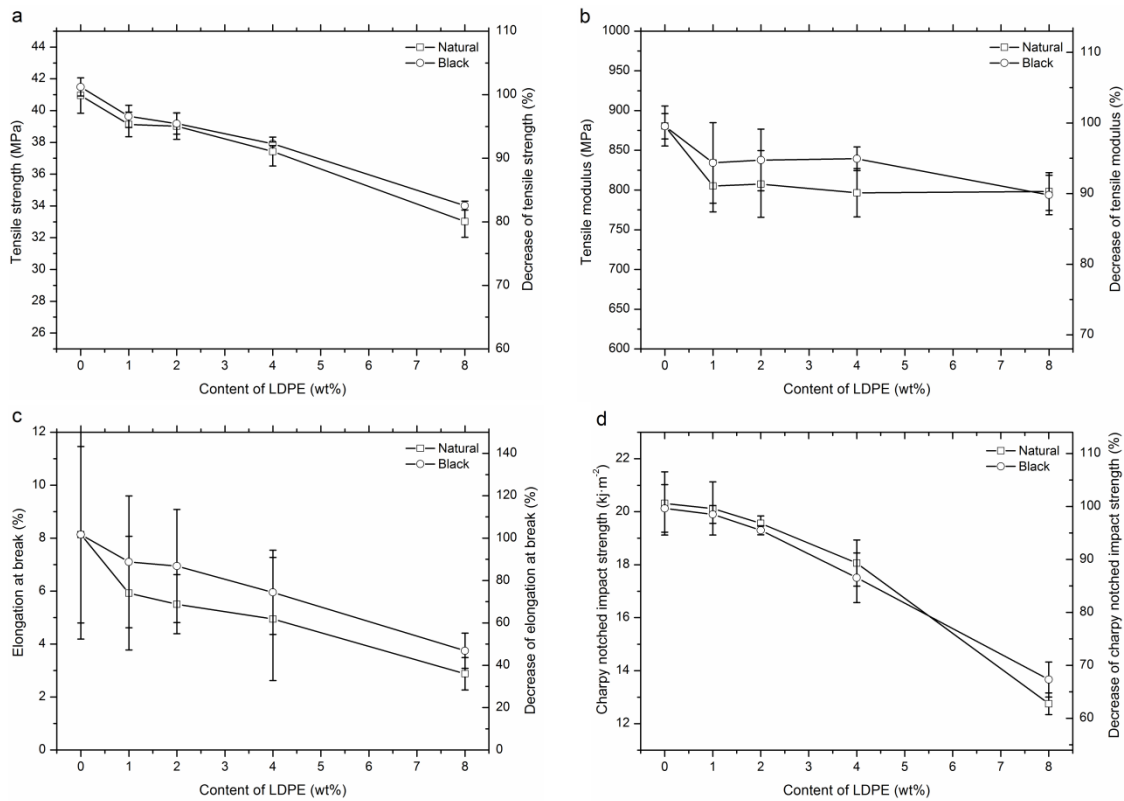 a
Tensile strength (MPa)
44
42
40
38
36
34
32
30
28
26
Natural
Black
110
100
90
80
70
60
Decrease of tensile strength (%)
0 1 2 3 4 5 6 7 8
Content of LDPE (wt%)
b
Tensile modulus (MPa)
1000
950
900
850
800
750
700
650
600
Natural
Black
110
100
90
80
70
Decrease of tensile modulus (%)
0 1 2 3 4 5 6 7 8
Content of LDPE (wt%)
c
Elongation at break (%)
12
10
8
6
4
2
0
Natural
Black
140
120
100
80
60
40
20
0
Decrease of elongation at break (%)
0 1 2 3 4 5 6 7 8
Content of LDPE (wt%)
d
Charpy notched impact strength (kj·m⁻²)
22
20
18
16
14
12
Natural
Black
110
100
90
80
70
60
Decrease of charpy notched impact strength (%)
0 1 2 3 4 5 6 7 8
Content of LDPE (wt%)